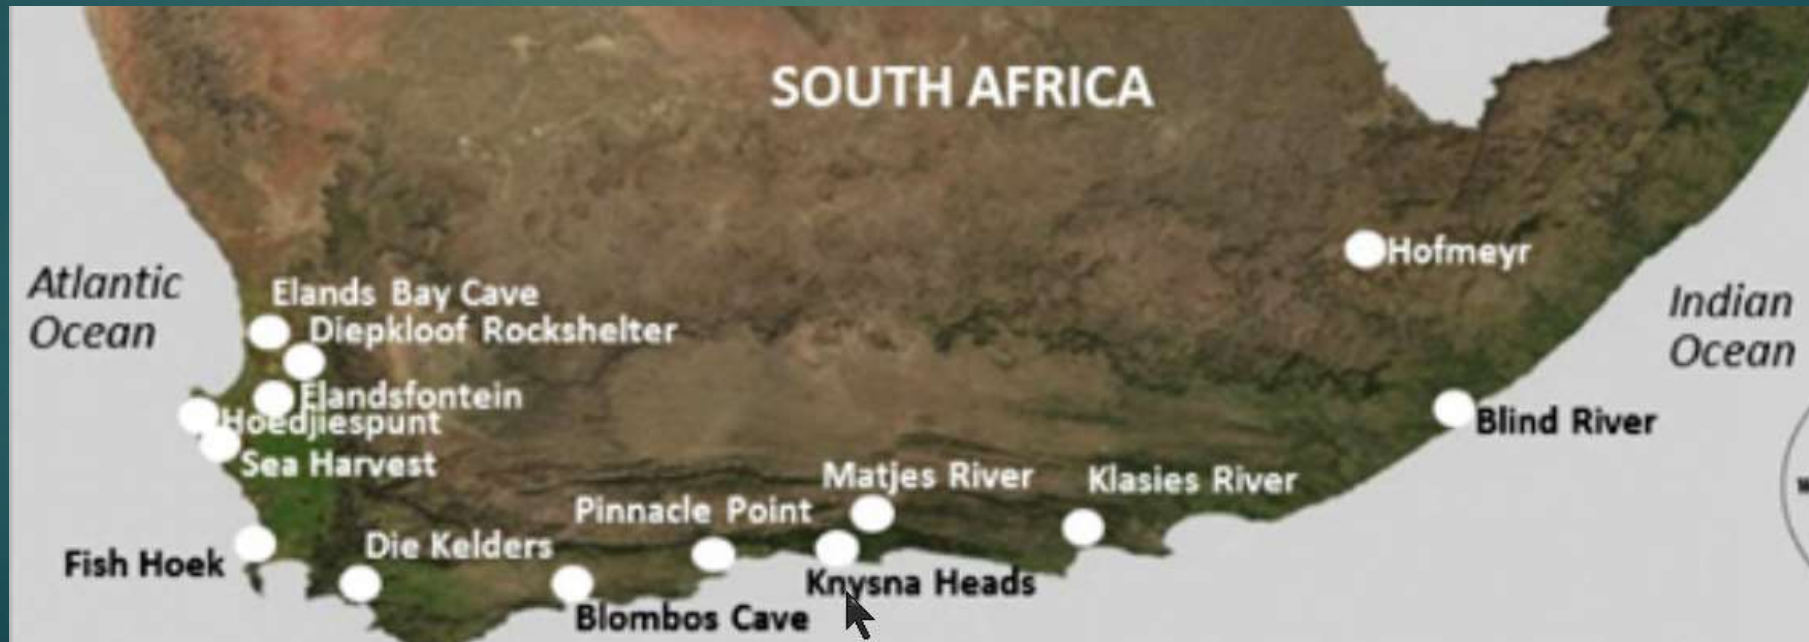 SOUTH AFRICA
Hofmeyr
Atlantic
Ocean
Elands Bay Cave
Indian
Ocean
Diepkloof Rockshelter
Elandsfontein
Hoedjiespunt
Blind River
Sea Harvest
Matjes River
Klasies River
Pinnacle Point
Die Kelders
Fish Hoek
Knysna Heads
Blombos Cave